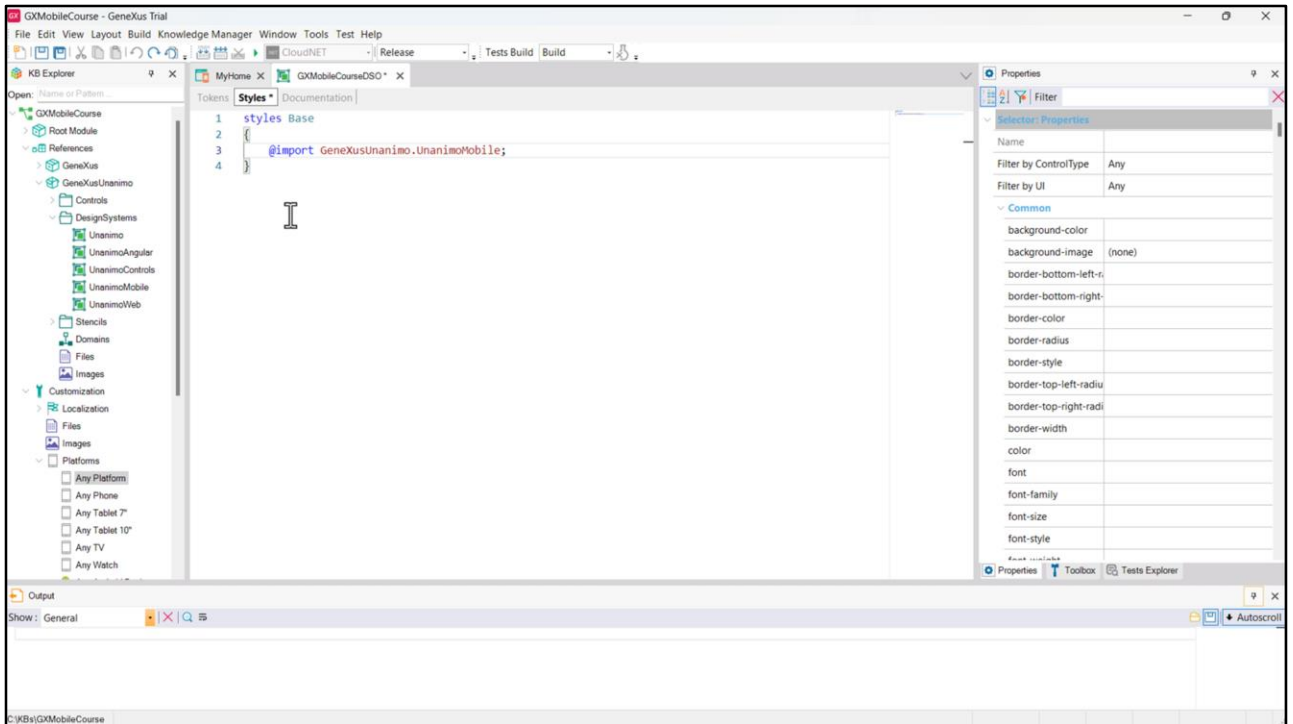 GX GXMobileCourse - GeneXus Trial
File Edit View Layout Build Knowledge Manager Window Tools Test Help
CloudNET Release Tests Build Build
KB Explorer
Open: Name or Pattern...
GXMobileCourse
Root Module
References
GeneXus
GeneXusUnanimo
Controls
DesignSystems
Unanimo
UnanimoAngular
UnanimoControls
UnanimoMobile
UnanimoWeb
Stencils
Domains
Files
Images
Customization
Localization
Files
Images
Platforms
Any Platform
Any Phone
Any Tablet 7"
Any Tablet 10"
Any TV
Any Watch
MyHome X GXMobileCourseDSO* X
Tokens Styles * Documentation
1 styles Base
2 {
3 @import GeneXusUnanimo.UnanimoMobile;
4 }
Properties
Filter
Selector: Properties
Name
Filter by ControlType Any
Filter by UI Any
Common
background-color
background-image (none)
border-bottom-left-r
border-bottom-right-
border-color
border-radius
border-style
border-top-left-radiu
border-top-right-radi
border-width
color
font
font-family
font-size
font-style
Properties Toolbox Tests Explorer
Output
Show: General
Autoscroll
C:\KBs\GXMobileCourse